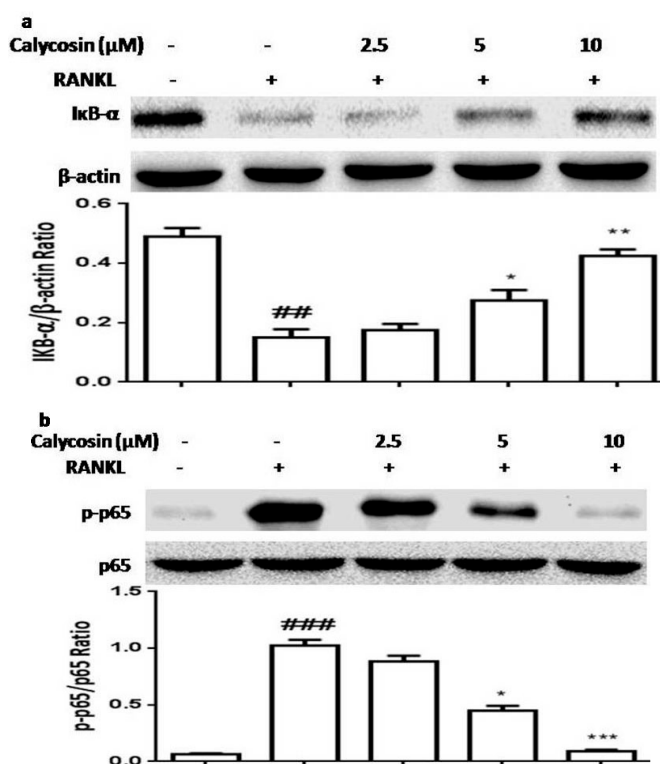 a
Calycosin (μM) - - 2.5 5 10
RANKL - + + + +
IκB-α
β-actin
IKB-α/β-actin Ratio
0.6
**
0.4
*
##
0.2
0.0
b
Calycosin (μM) - - 2.5 5 10
RANKL - + + + +
p-p65
p65
p-p65/p65 Ratio
1.5
###
1.0
0.5
*
***
0.0